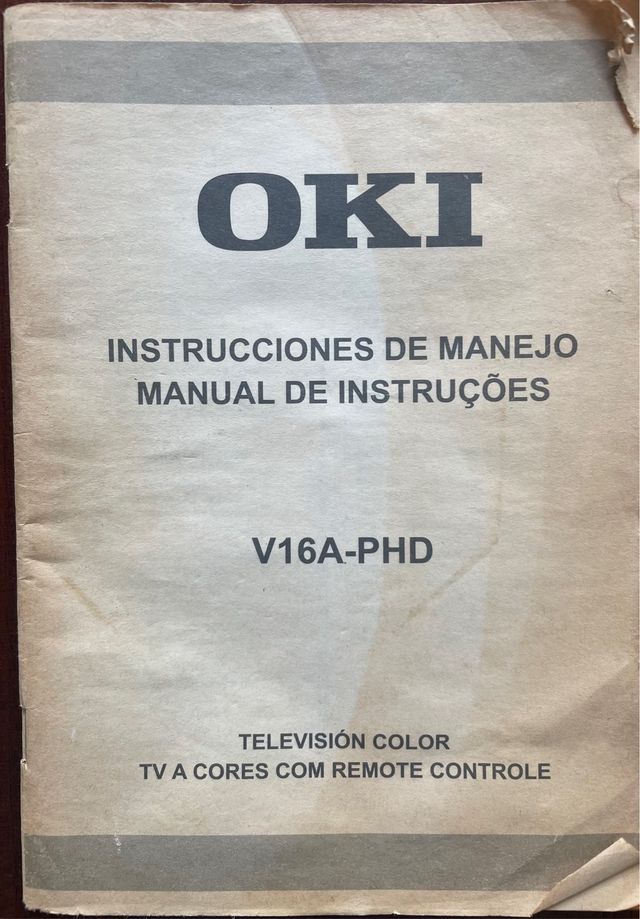 OKI
INSTRUCCIONES DE MANEJO
MANUAL DE INSTRUÇÕES
V16A-PHD
TELEVISIÓN COLOR
TV A CORES COM REMOTE CONTROLE